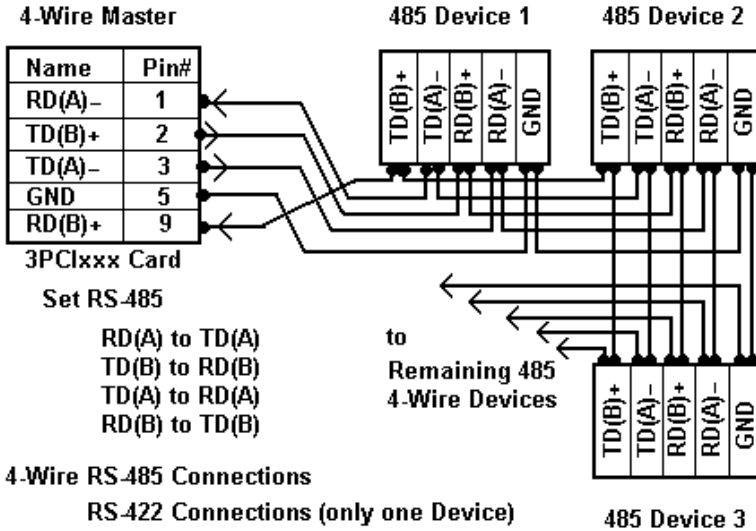 4-Wire Master
485 Device 1
485 Device 2
Name Pin#
RD(A)- 1
TD(B)+ 2
TD(A)- 3
GND 5
RD(B)+ 9
TD(B)+ TD(A)- RD(B)+ RD(A)- GND
TD(B)+ TD(A)- RD(B)+ RD(A)- GND
3PCIxxx Card
Set RS-485
RD(A) to TD(A)
TD(B) to RD(B)
TD(A) to RD(A)
RD(B) to TD(B)
to
Remaining 485
4-Wire Devices
TD(B)+ TD(A)- RD(B)+ RD(A)- GND
4-Wire RS-485 Connections
RS-422 Connections (only one Device)
485 Device 3